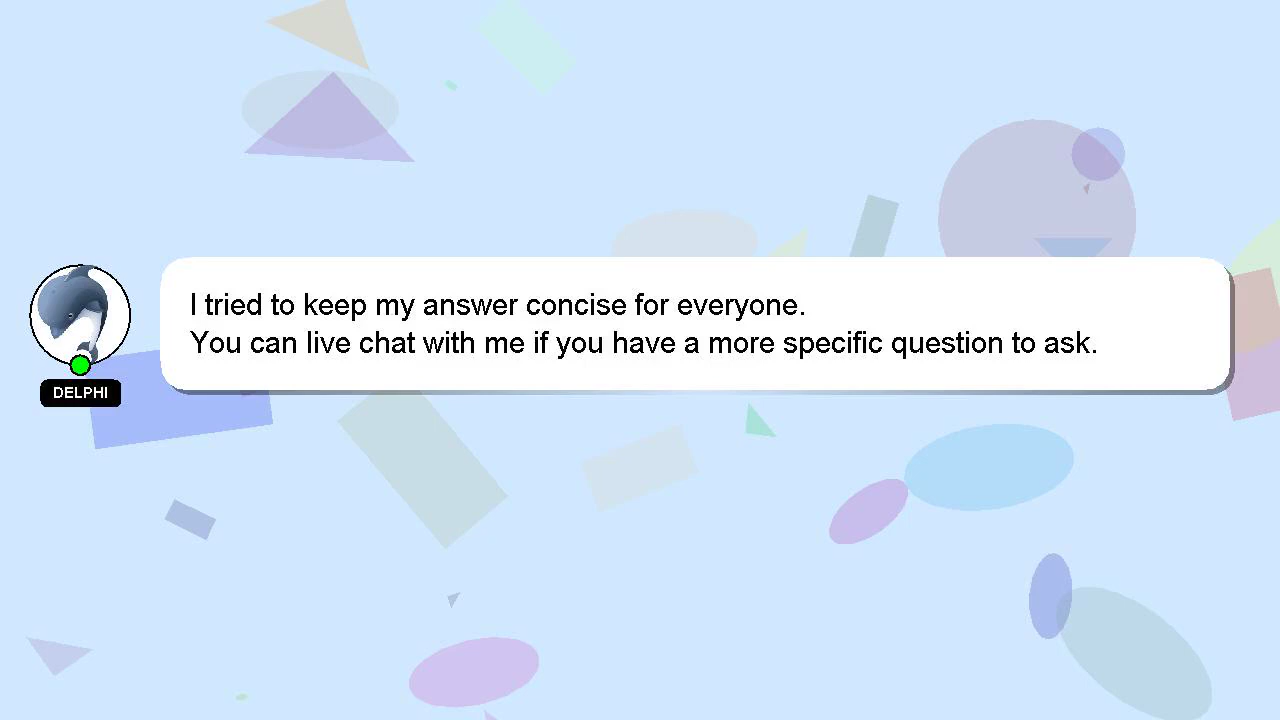 I tried to keep my answer concise for everyone.
You can live chat with me if you have a more specific question to ask.
DELPHI